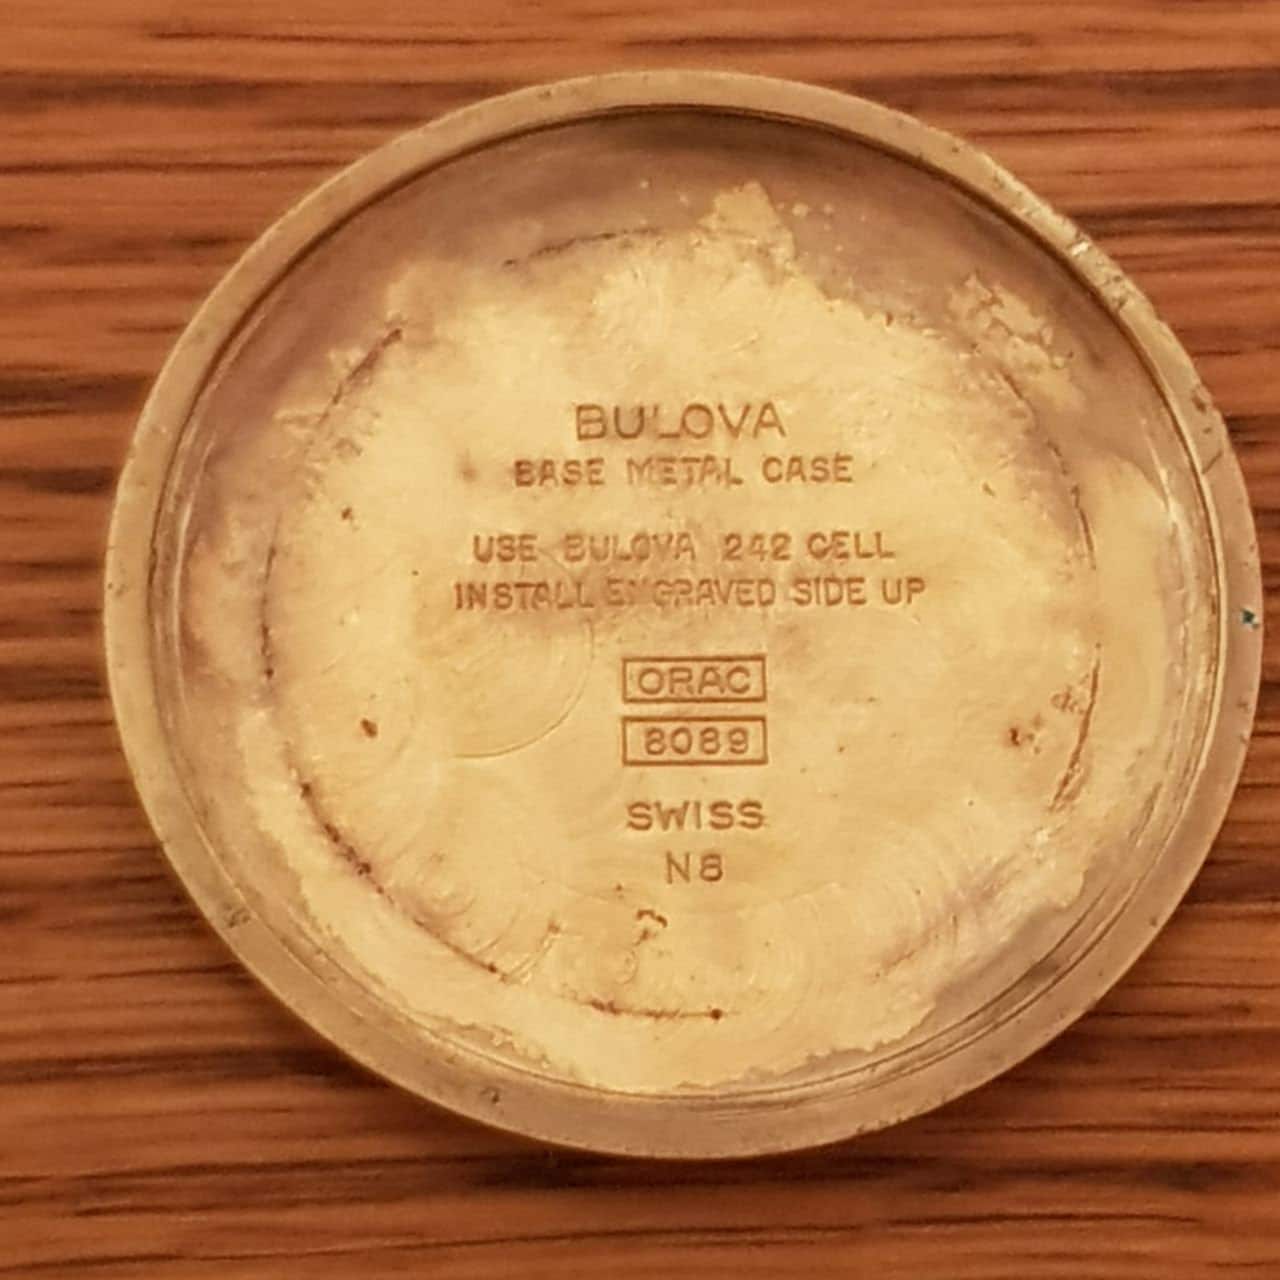 BULOVA
BASE METAL CASE
USE BULOVA 242 CELL
INSTALL ENGRAVED SIDE UP
ORAC
8089
SWISS
N8